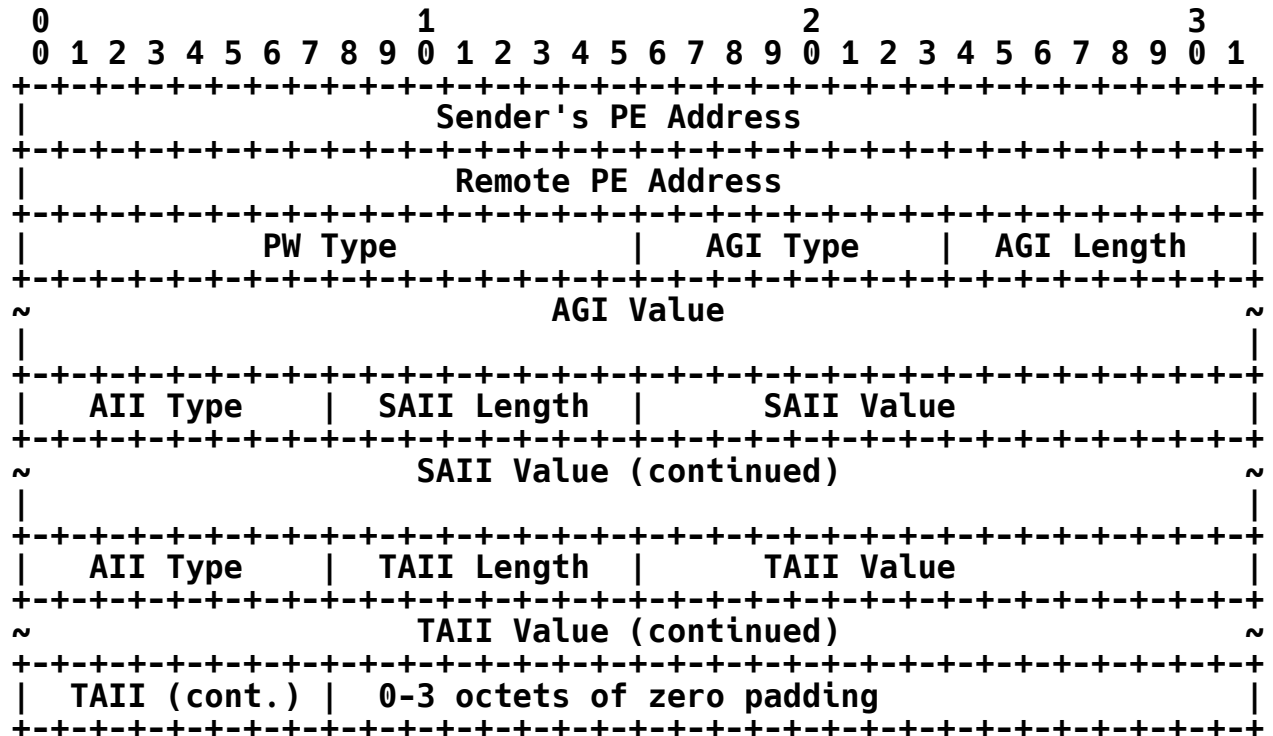 0                   1                   2                   3
 0 1 2 3 4 5 6 7 8 9 0 1 2 3 4 5 6 7 8 9 0 1 2 3 4 5 6 7 8 9 0 1
+-+-+-+-+-+-+-+-+-+-+-+-+-+-+-+-+-+-+-+-+-+-+-+-+-+-+-+-+-+-+-+-+
|                     Sender's PE Address                       |
+-+-+-+-+-+-+-+-+-+-+-+-+-+-+-+-+-+-+-+-+-+-+-+-+-+-+-+-+-+-+-+-+
|                      Remote PE Address                        |
+-+-+-+-+-+-+-+-+-+-+-+-+-+-+-+-+-+-+-+-+-+-+-+-+-+-+-+-+-+-+-+-+
|            PW Type            |   AGI Type    |  AGI Length   |
+-+-+-+-+-+-+-+-+-+-+-+-+-+-+-+-+-+-+-+-+-+-+-+-+-+-+-+-+-+-+-+-+
~                           AGI Value                           ~
|                                                               |
+-+-+-+-+-+-+-+-+-+-+-+-+-+-+-+-+-+-+-+-+-+-+-+-+-+-+-+-+-+-+-+-+
|   AII Type    |  SAII Length  |      SAII Value               |
+-+-+-+-+-+-+-+-+-+-+-+-+-+-+-+-+-+-+-+-+-+-+-+-+-+-+-+-+-+-+-+-+
~                    SAII Value (continued)                     ~
|                                                               |
+-+-+-+-+-+-+-+-+-+-+-+-+-+-+-+-+-+-+-+-+-+-+-+-+-+-+-+-+-+-+-+-+
|   AII Type    |  TAII Length  |      TAII Value               |
+-+-+-+-+-+-+-+-+-+-+-+-+-+-+-+-+-+-+-+-+-+-+-+-+-+-+-+-+-+-+-+-+
~                    TAII Value (continued)                     ~
+-+-+-+-+-+-+-+-+-+-+-+-+-+-+-+-+-+-+-+-+-+-+-+-+-+-+-+-+-+-+-+-+
|  TAII (cont.) |  0-3 octets of zero padding                   |
+-+-+-+-+-+-+-+-+-+-+-+-+-+-+-+-+-+-+-+-+-+-+-+-+-+-+-+-+-+-+-+-+